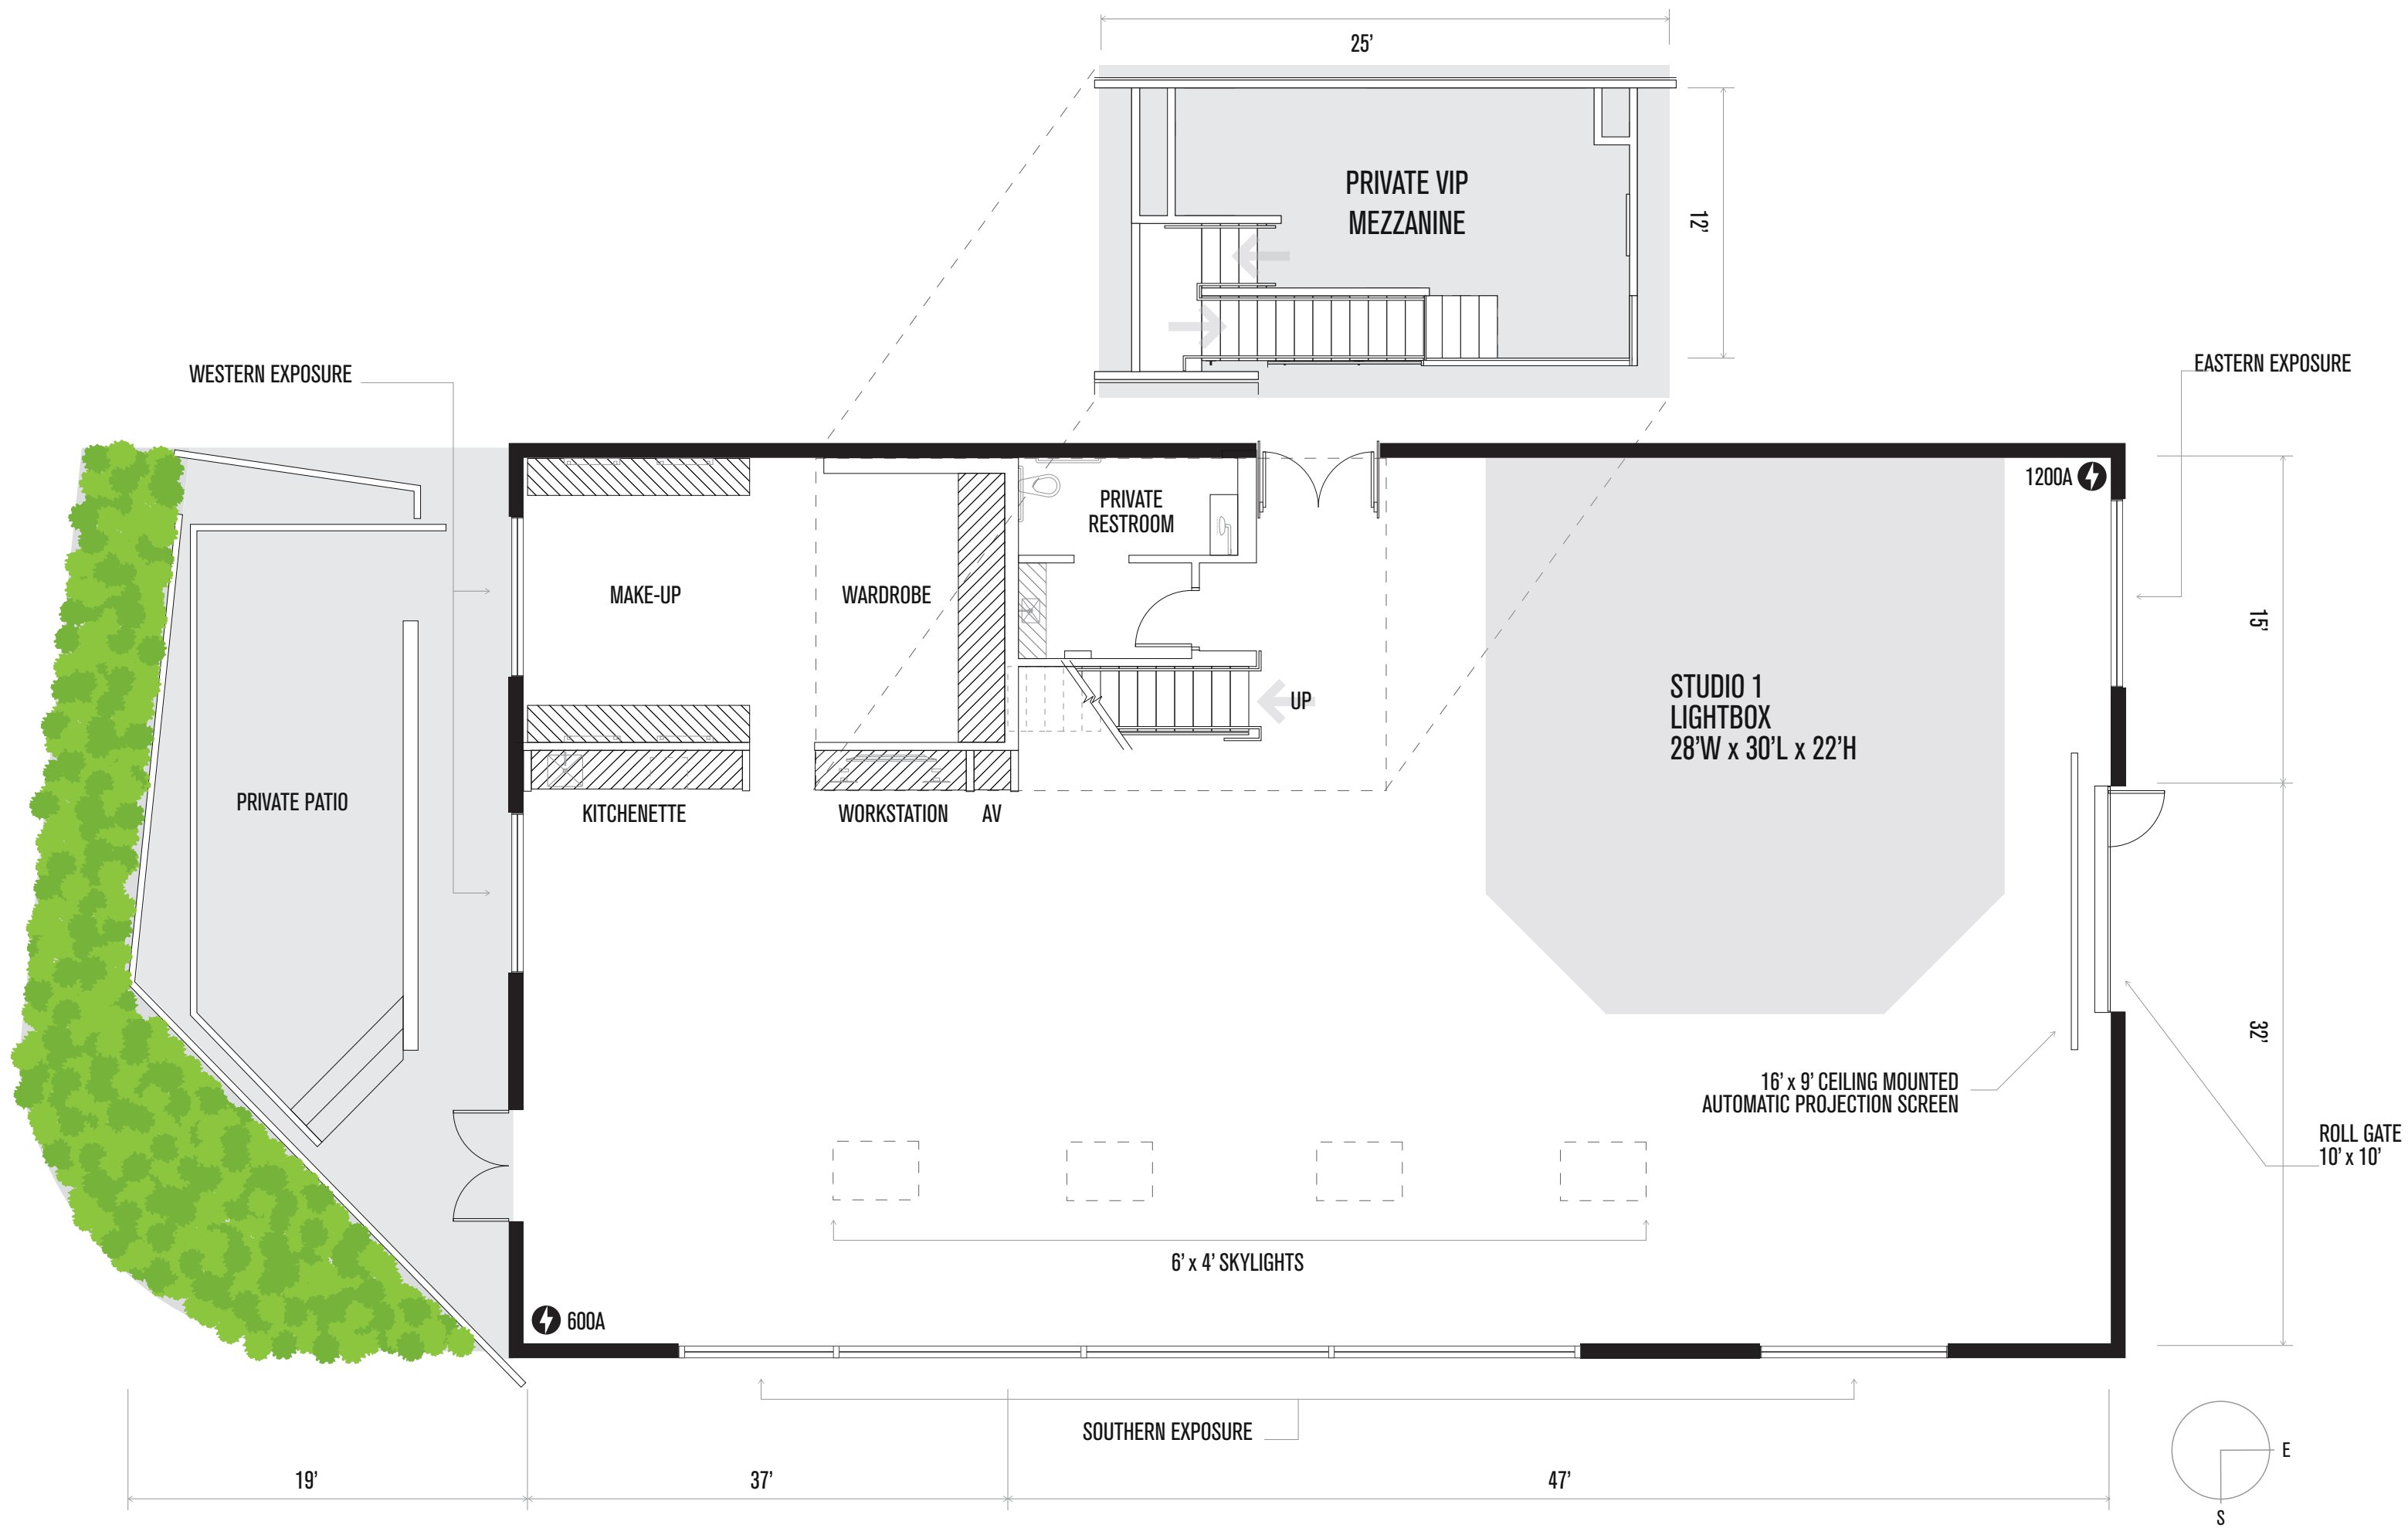 25’
PRIVATE VIP
MEZZANINE
12’
WESTERN EXPOSURE
EASTERN EXPOSURE
1200A
PRIVATE
RESTROOM
MAKE-UP
WARDROBE
15’
UP
STUDIO 1
LIGHTBOX
28’W x 30’L x 22’H
PRIVATE PATIO
KITCHENETTE
WORKSTATION
AV
32’
16’ x 9’ CEILING MOUNTED
AUTOMATIC PROJECTION SCREEN
ROLL GATE
10’ x 10’
6’ x 4’ SKYLIGHTS
600A
SOUTHERN EXPOSURE
E
19’
37’
47’
S